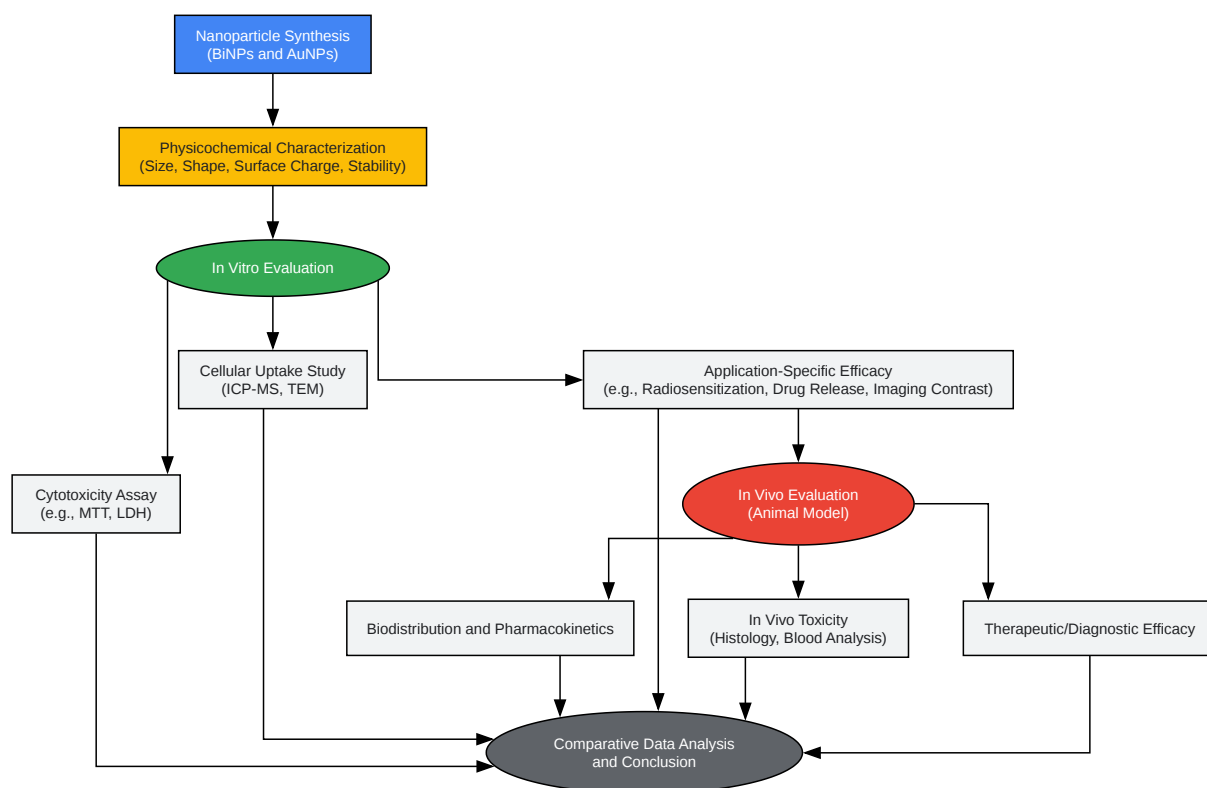 Nanoparticle Synthesis
(BiNPs and AuNPs)
Physicochemical Characterization
(Size, Shape, Surface Charge, Stability)
In Vitro Evaluation
Cellular Uptake Study
(ICP-MS, TEM)
Application-Specific Efficacy
(e.g., Radiosensitization, Drug Release, Imaging Contrast)
Cytotoxicity Assay
(e.g., MTT, LDH)
In Vivo Evaluation
(Animal Model)
Biodistribution and Pharmacokinetics
In Vivo Toxicity
(Histology, Blood Analysis)
Therapeutic/Diagnostic Efficacy
Comparative Data Analysis
and Conclusion